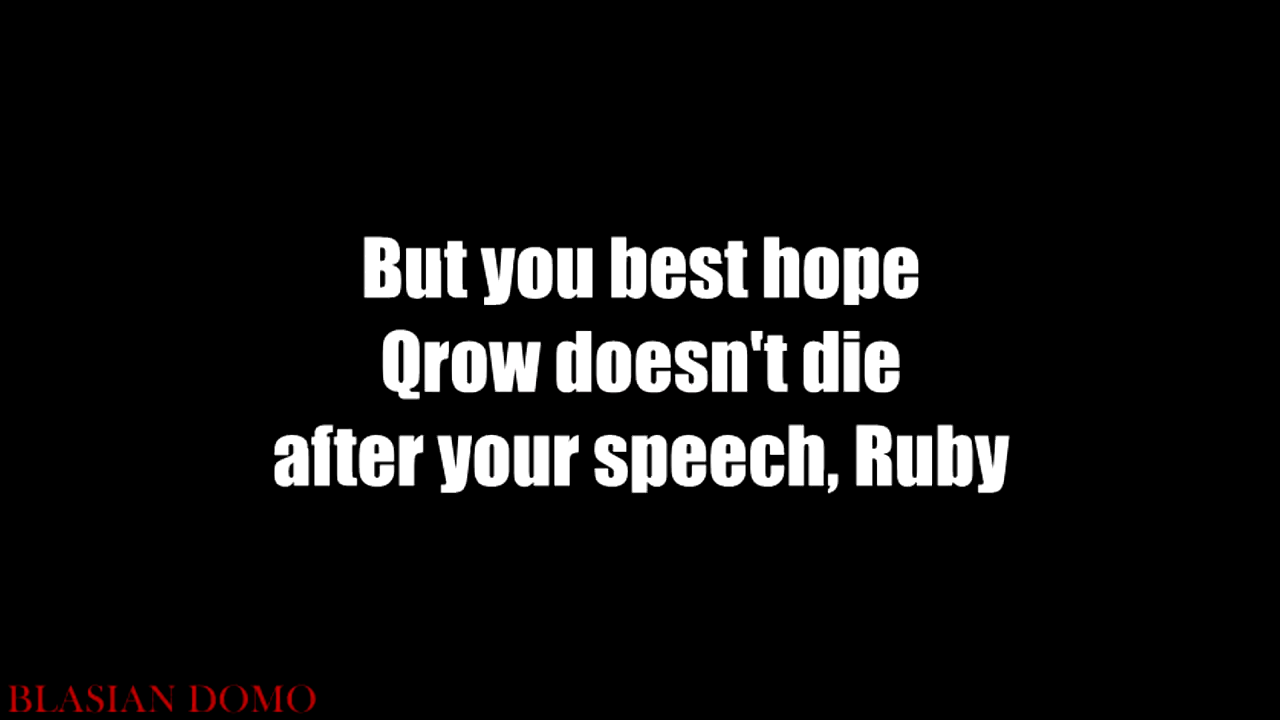 But you best hope
Qrow doesn't die
after your speech, Ruby
BLASIAN DOMO